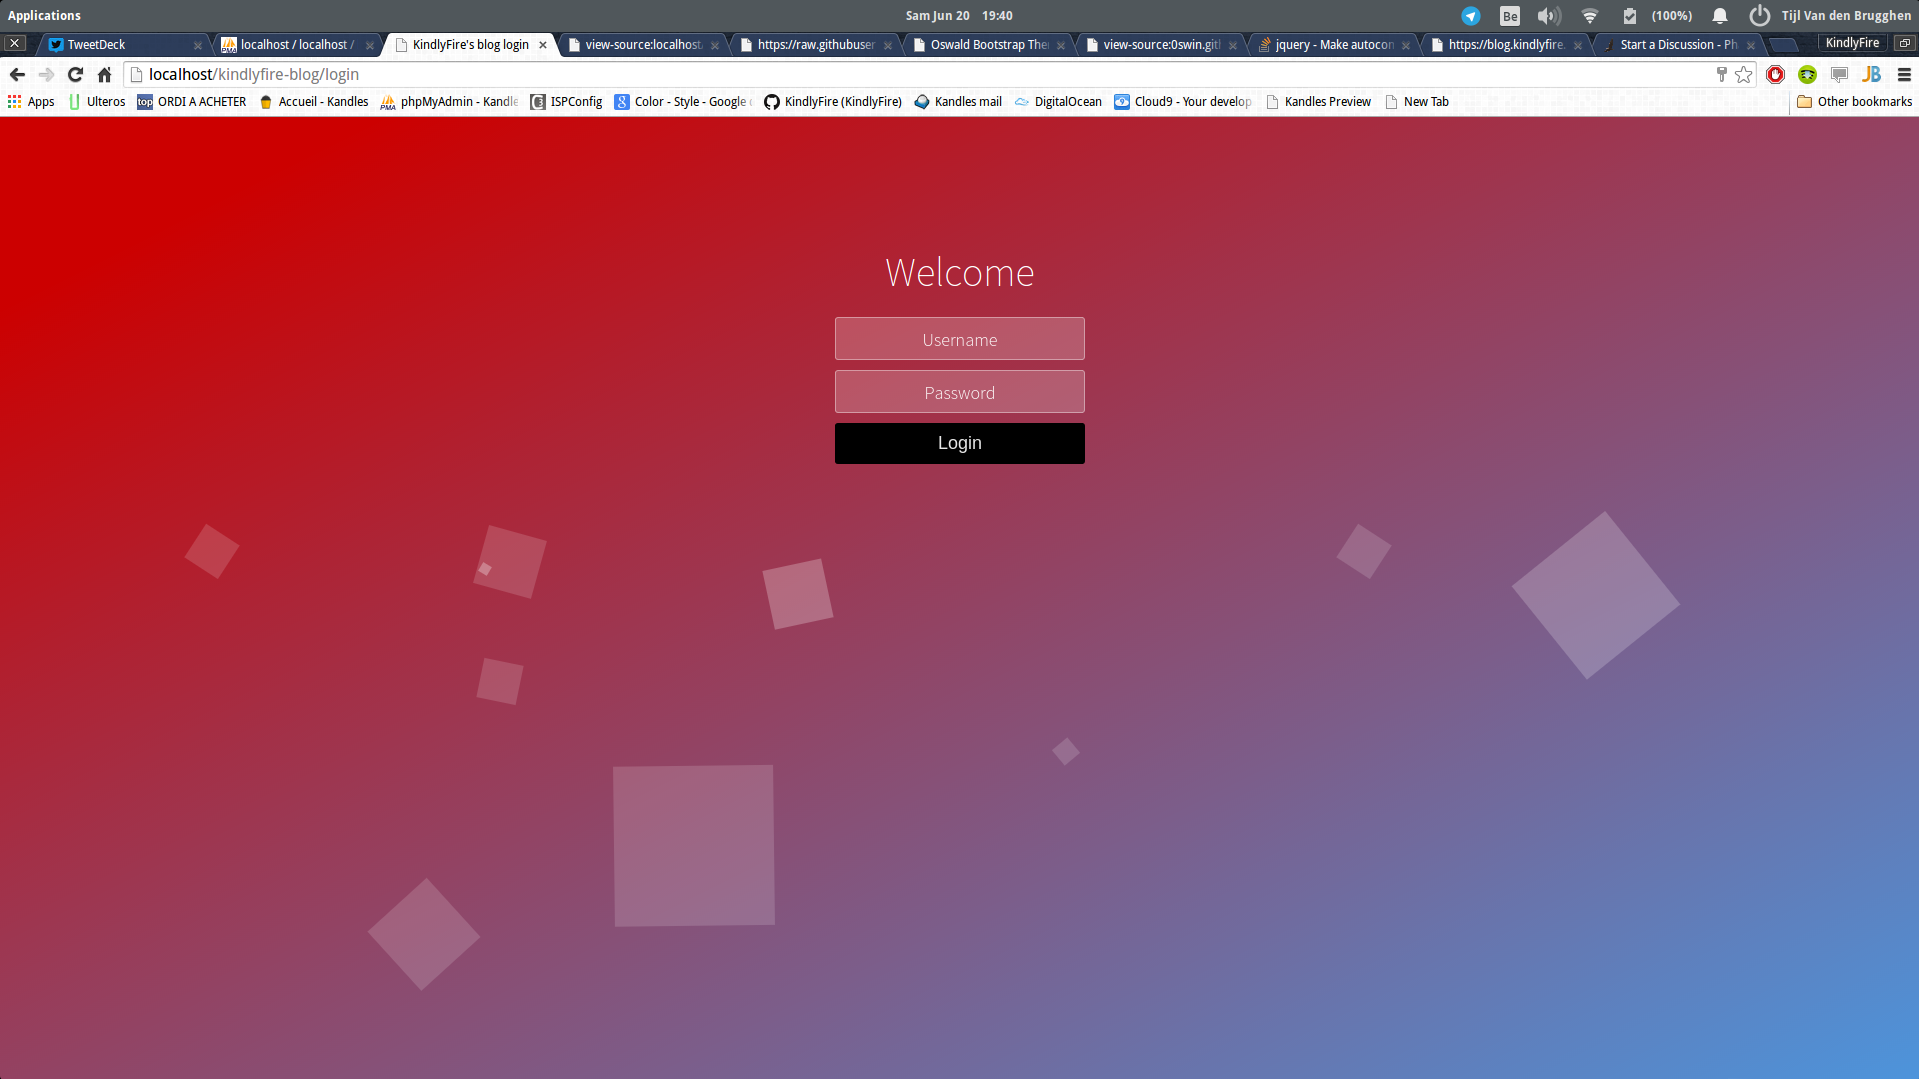 Applications
Sam Jun 20 19:40
Be
(100%)
Tijl Van den Brugghen
TweetDeck
localhost / localhost /
KindlyFire's blog login
view-source:localhost
https://raw.githubuser
Oswald Bootstrap The
view-source:0swin.git
jquery - Make autocon
https://blog.kindlyfire.
Start a Discussion - Ph
KindlyFire
localhost/kindlyfire-blog/login
JB
Apps
Ulteros
top ORDI A ACHETER
Accueil - Kandles
PMA phpMyAdmin - Kandle
ISPConfig
Color - Style - Google
KindlyFire (KindlyFire)
Kandles mail
DigitalOcean
Cloud9 - Your develop
Kandles Preview
New Tab
Other bookmarks
Welcome
Username
Password
Login